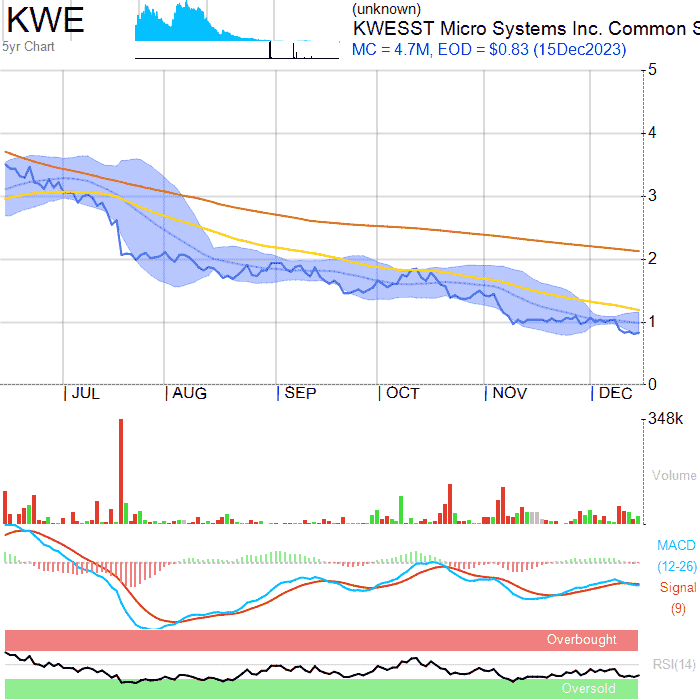 KWE
5yr Chart
(unknown)
KWESST Micro Systems Inc. Common S
MC = 4.7M, EOD = $0.83 (15Dec2023)
5
4
3
2
1
0
JUL AUG SEP OCT NOV DEC
348k
Volume
MACD
(12-26)
Signal
(9)
Overbought
RSI(14)
Oversold